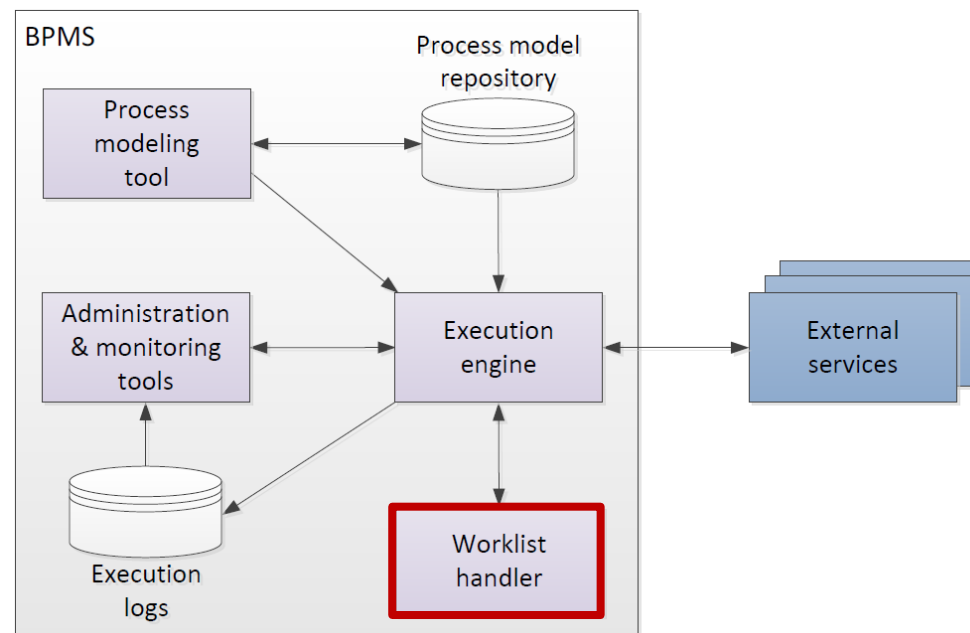 BPMS
Process model
repository
Process
modeling
tool
Administration
& monitoring
tools
Execution
engine
External
services
Worklist
handler
Execution
logs